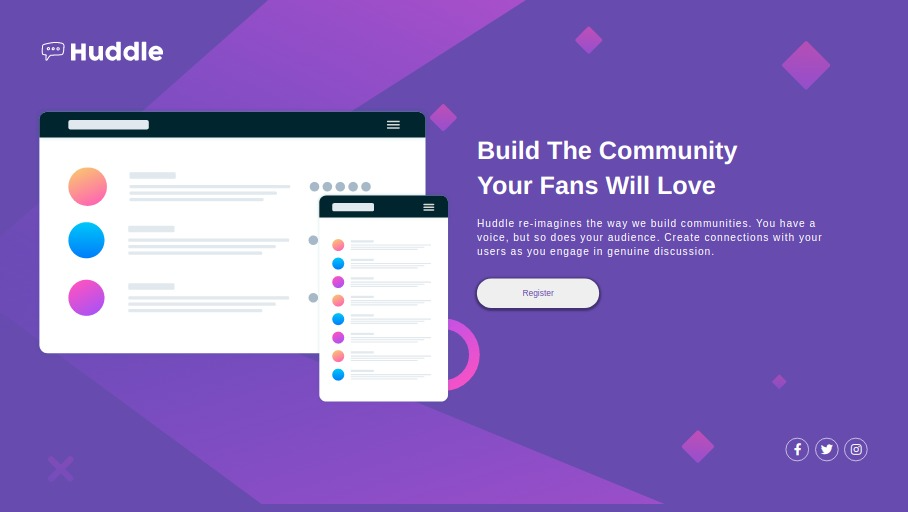 Huddle
Build The Community
Your Fans Will Love
Huddle re-imagines the way we build communities. You have a
voice, but so does your audience. Create connections with your
users as you engage in genuine discussion.
Register